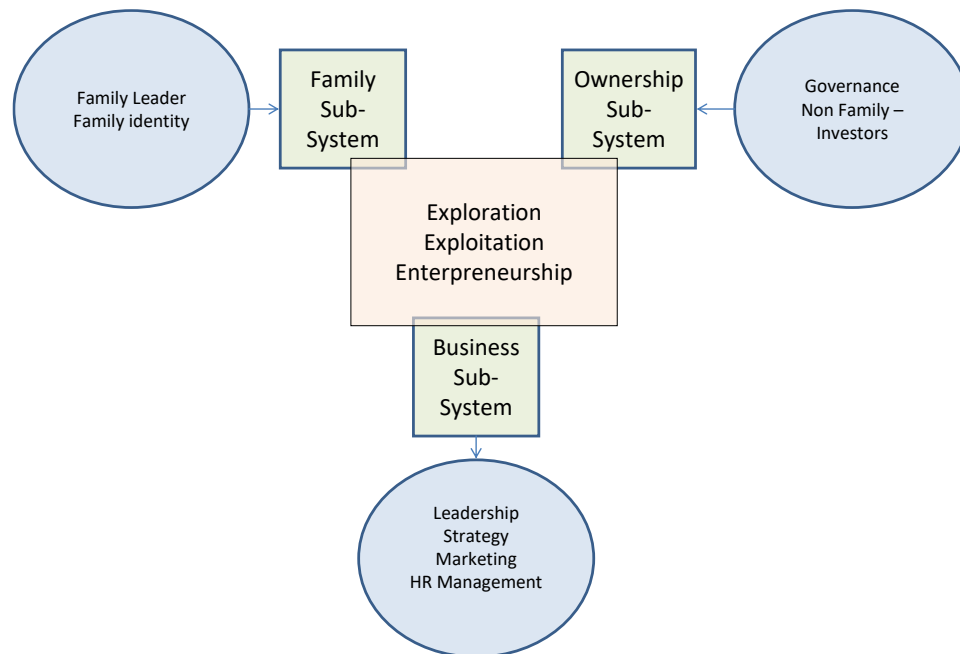 Family Leader
Family identity
Family
Sub-
System
Ownership
Sub-
System
Governance
Non Family –
Investors
Exploration
Exploitation
Enterpreneurship
Business
Sub-
System
Leadership
Strategy
Marketing
HR Management